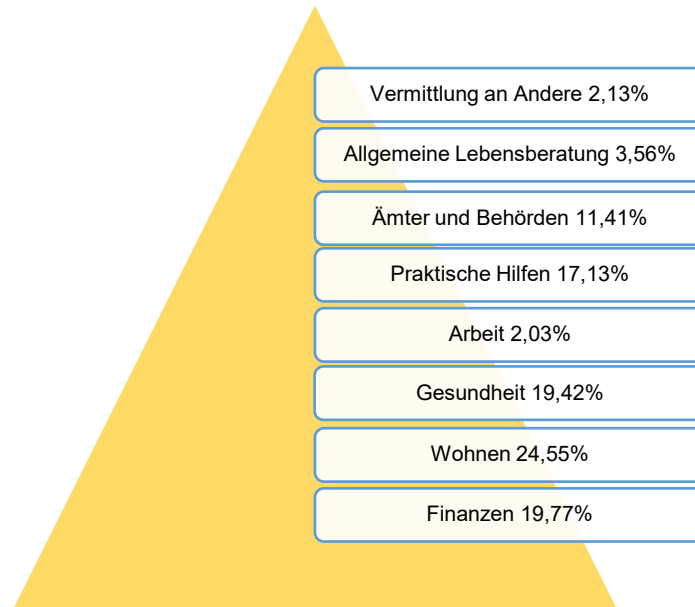 Vermittlung an Andere 2,13%
Allgemeine Lebensberatung 3,56%
Ämter und Behörden 11,41%
Praktische Hilfen 17,13%
Arbeit 2,03%
Gesundheit 19,42%
Wohnen 24,55%
Finanzen 19,77%